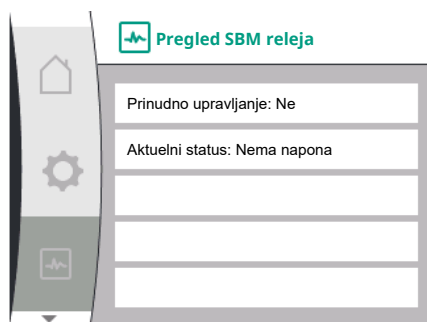 Pregled SBM releja
Prinudno upravljanje: Ne
Aktuelni status: Nema napona